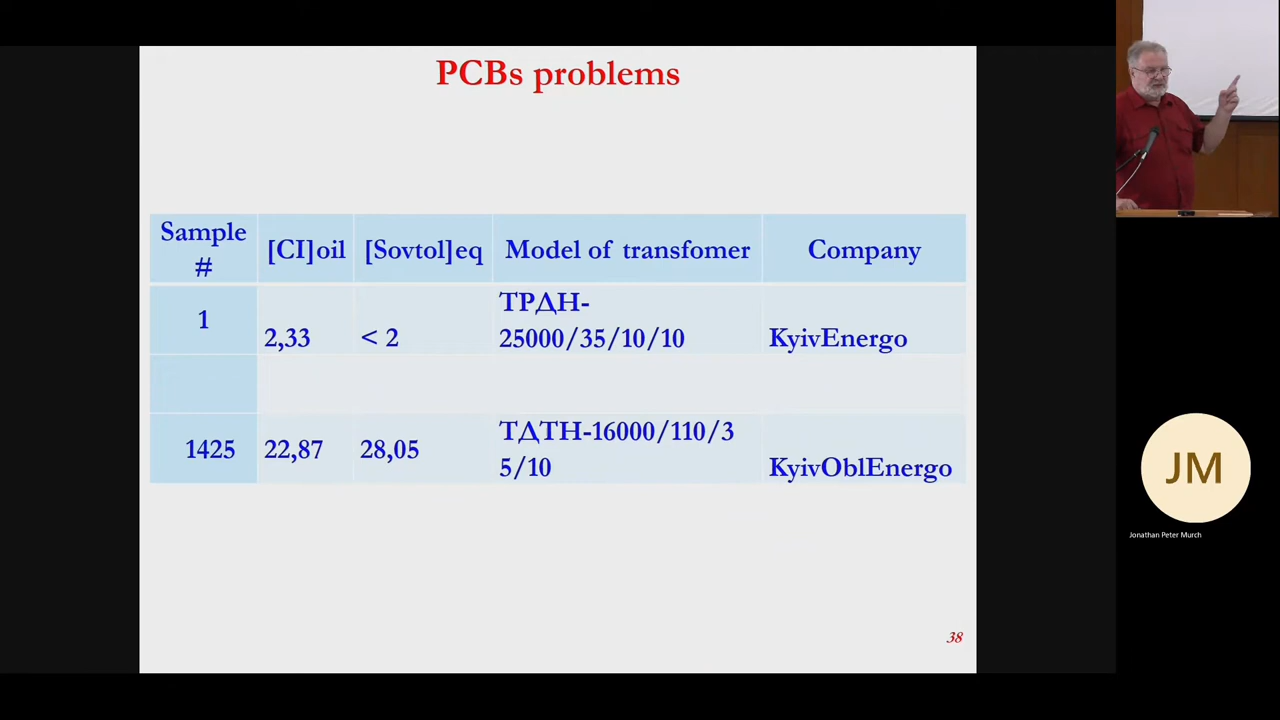 PCBs problems
Sample
#
[CI]oil
[Sovtol]eq
Model of transfomer
Company
1
2,33
< 2
ТРДН-
25000/35/10/10
KyivEnergo
1425
22,87
28,05
ТДТН-16000/110/3
5/10
KyivOblEnergo
38
JM
Jonathan Peter Murch